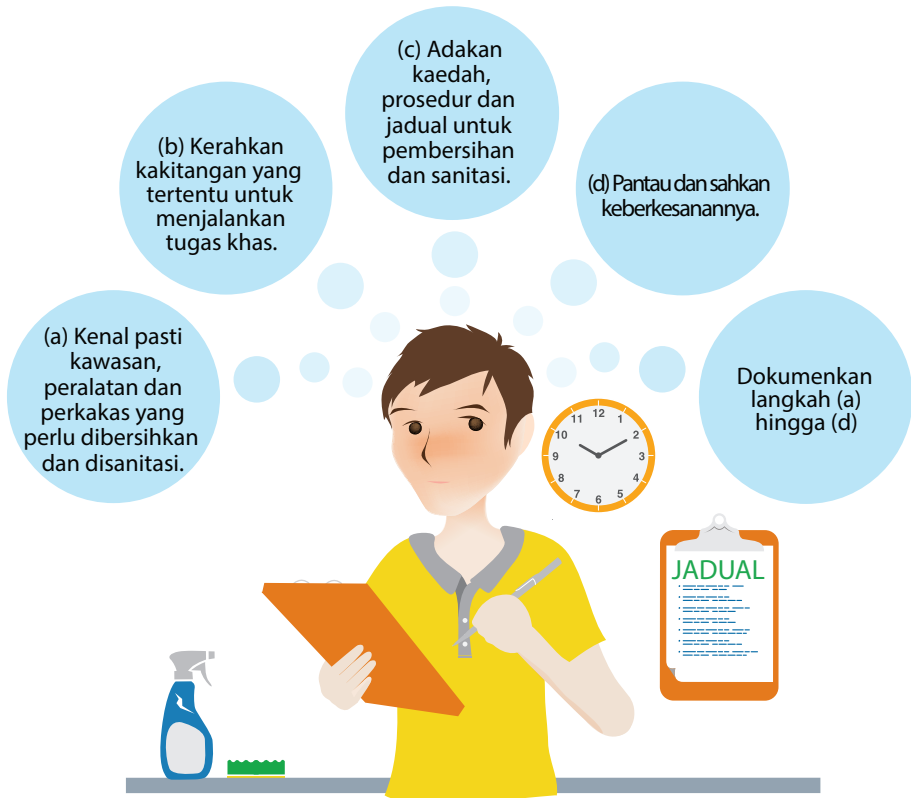 (a) Kenal pasti
kawasan,
peralatan dan
perkakas yang
perlu dibersihkan
dan disanitasi.
(b) Kerahkan
kakitangan yang
tertentu untuk
menjalankan
tugas khas.
(c) Adakan
kaedah,
prosedur dan
jadual untuk
pembersihan
dan sanitasi.
(d) Pantau dan sahkan
keberkesanannya.
Dokumenkan
langkah (a)
hingga (d)
12
1
2
3
4
5
6
7
8
9
10
11
JADUAL